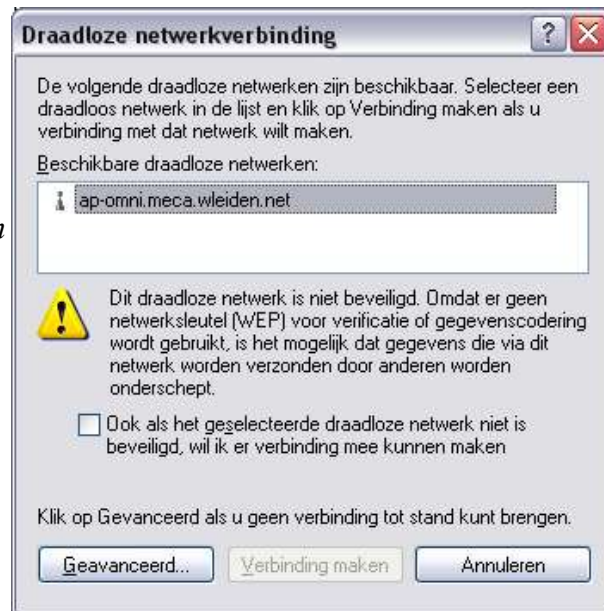 Draadloze netwerkverbinding
De volgende draadloze netwerken zijn beschikbaar. Selecteer een
draadloos netwerk in de lijst en klik op Verbinding maken als u
verbinding met dat netwerk wilt maken.
Beschikbare draadloze netwerken:
ap-omni.meca.wleiden.net
n
Dit draadloze netwerk is niet beveiligd. Omdat er geen
netwerksleutel (WEP) voor verificatie of gegevenscodering
wordt gebruikt, is het mogelijk dat gegevens die via dit
netwerk worden verzonden door anderen worden
onderschept.
Ook als het geselecteerde draadloze netwerk niet is
beveiligd, wil ik er verbinding mee kunnen maken
Klik op Gevanceerd als u geen verbinding tot stand kunt brengen.
Geavanceerd... Verbinding maken Annuleren